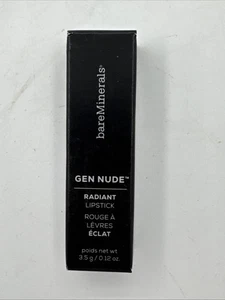 bareMinerals®
GEN NUDE™
RADIANT
LIPSTICK
ROUGE À
LÈVRES
ÉCLAT
poids net wt
3.5 g / 0.12 oz.